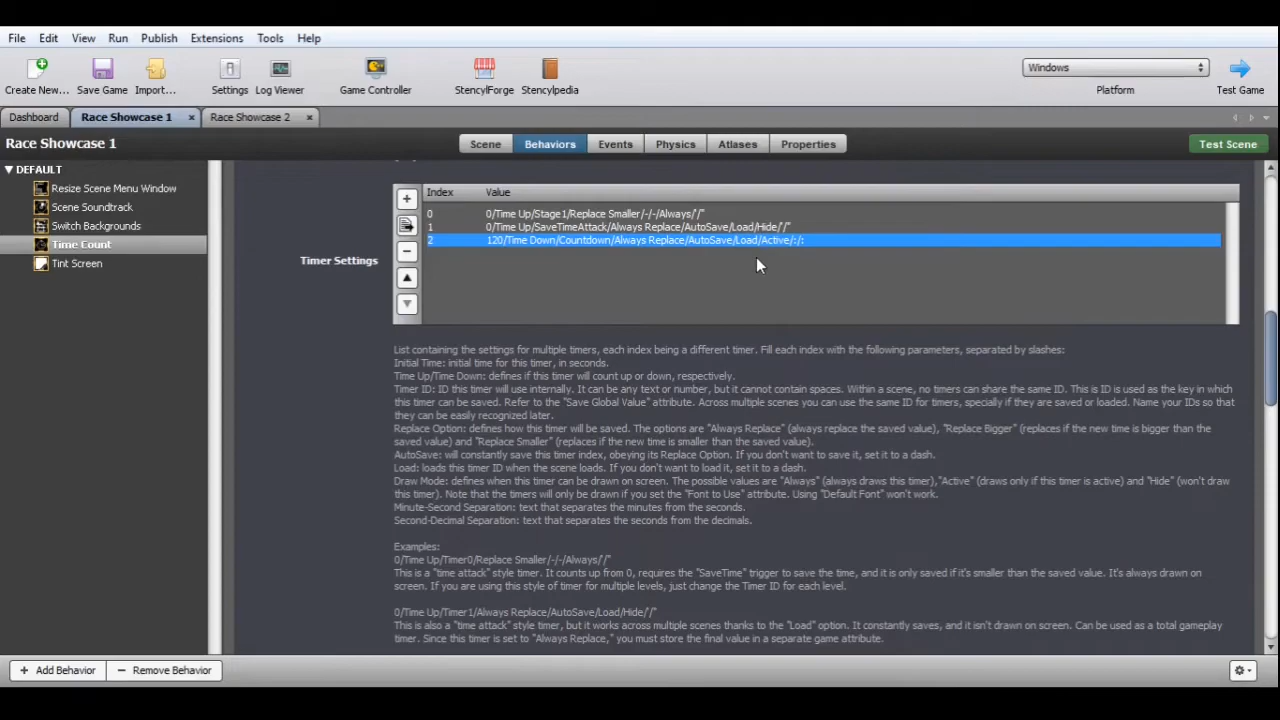 File Edit View Run Publish Extensions Tools Help
Create New... Save Game Import... Settings Log Viewer Game Controller StencylForge Stencylpedia Windows Platform Test Game
Dashboard Race Showcase 1 × Race Showcase 2 ×
Race Showcase 1 Scene Behaviors Events Physics Atlases Properties Test Scene
DEFAULT
Resize Scene Menu Window
Scene Soundtrack
Switch Backgrounds
Time Count
Tint Screen
Index Value
0 0/Time Up/Stage1/Replace Smaller/-/-/Always/'/"
1 0/Time Up/SaveTimeAttack/Always Replace/AutoSave/Load/Hide/'/"
2 120/Time Down/Countdown/Always Replace/AutoSave/Load/Active/:/:
Timer Settings
List containing the settings for multiple timers, each index being a different timer. Fill each index with the following parameters, separated by slashes:
Initial Time: initial time for this timer, in seconds.
Time Up/Time Down: defines if this timer will count up or down, respectively.
Timer ID: ID this timer will use internally. It can be any text or number, but it cannot contain spaces. Within a scene, no timers can share the same ID. This is ID is used as the key in which
this timer can be saved. Refer to the "Save Global Value" attribute. Across multiple scenes you can use the same ID for timers, specially if they are saved or loaded. Name your IDs so that
they can be easily recognized later.
Replace Option: defines how this timer will be saved. The options are "Always Replace" (always replace the saved value), "Replace Bigger" (replaces if the new time is bigger than the
saved value) and "Replace Smaller" (replaces if the new time is smaller than the saved value).
AutoSave: will constantly save this timer index, obeying its Replace Option. If you don't want to save it, set it to a dash.
Load: loads this timer ID when the scene loads. If you don't want to load it, set it to a dash.
Draw Mode: defines when this timer can be drawn on screen. The possible values are "Always" (always draws this timer),"Active" (draws only if this timer is active) and "Hide" (won't draw
this timer). Note that the timers will only be drawn if you set the "Font to Use" attribute. Using "Default Font" won't work.
Minute-Second Separation: text that separates the minutes from the seconds.
Second-Decimal Separation: text that separates the seconds from the decimals.
Examples:
0/Time Up/Timer0/Replace Smaller/-/-/Always/'/"
This is a "time attack" style timer. It counts up from 0, requires the "SaveTime" trigger to save the time, and it is only saved if it's smaller than the saved value. It's always drawn on
screen. If you are using this style of timer for multiple levels, just change the Timer ID for each level.
0/Time Up/Timer1/Always Replace/AutoSave/Load/Hide/'/"
This is also a "time attack" style timer, but it works across multiple scenes thanks to the "Load" option. It constantly saves, and it isn't drawn on screen. Can be used as a total gameplay
timer. Since this timer is set to "Always Replace," you must store the final value in a separate game attribute.
+ Add Behavior − Remove Behavior